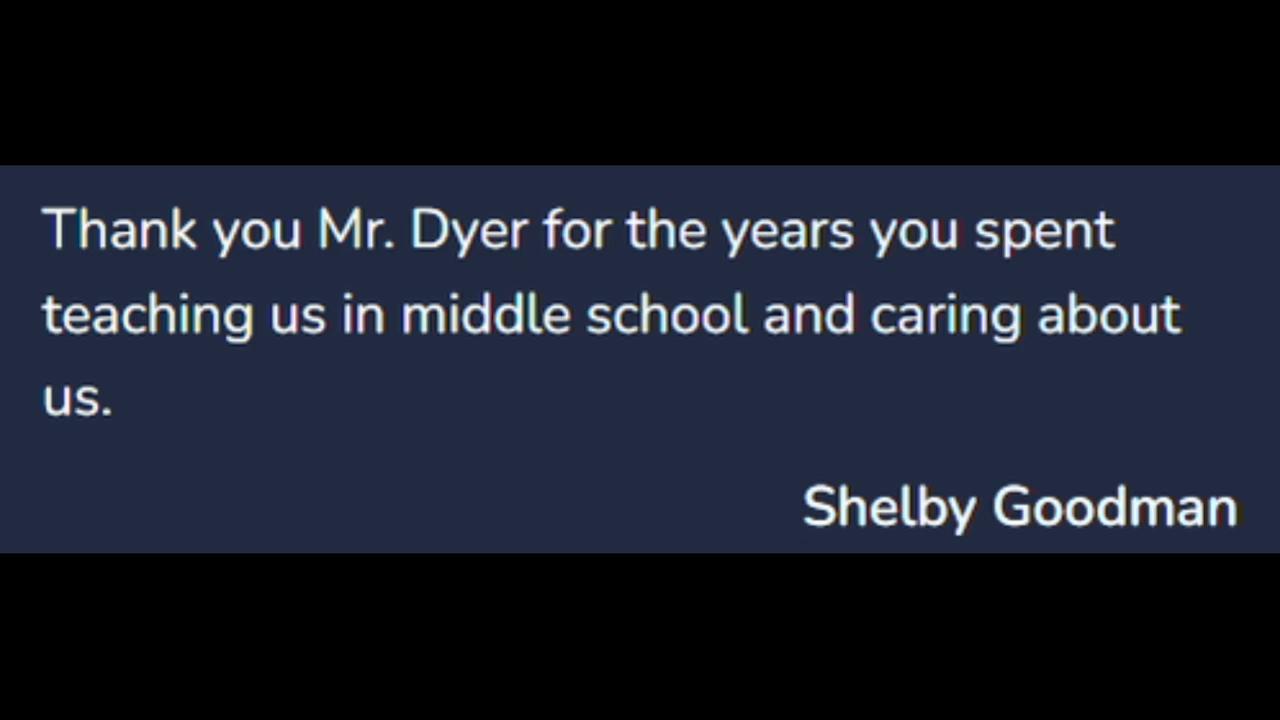 Thank you Mr. Dyer for the years you spent
teaching us in middle school and caring about
us.
Shelby Goodman